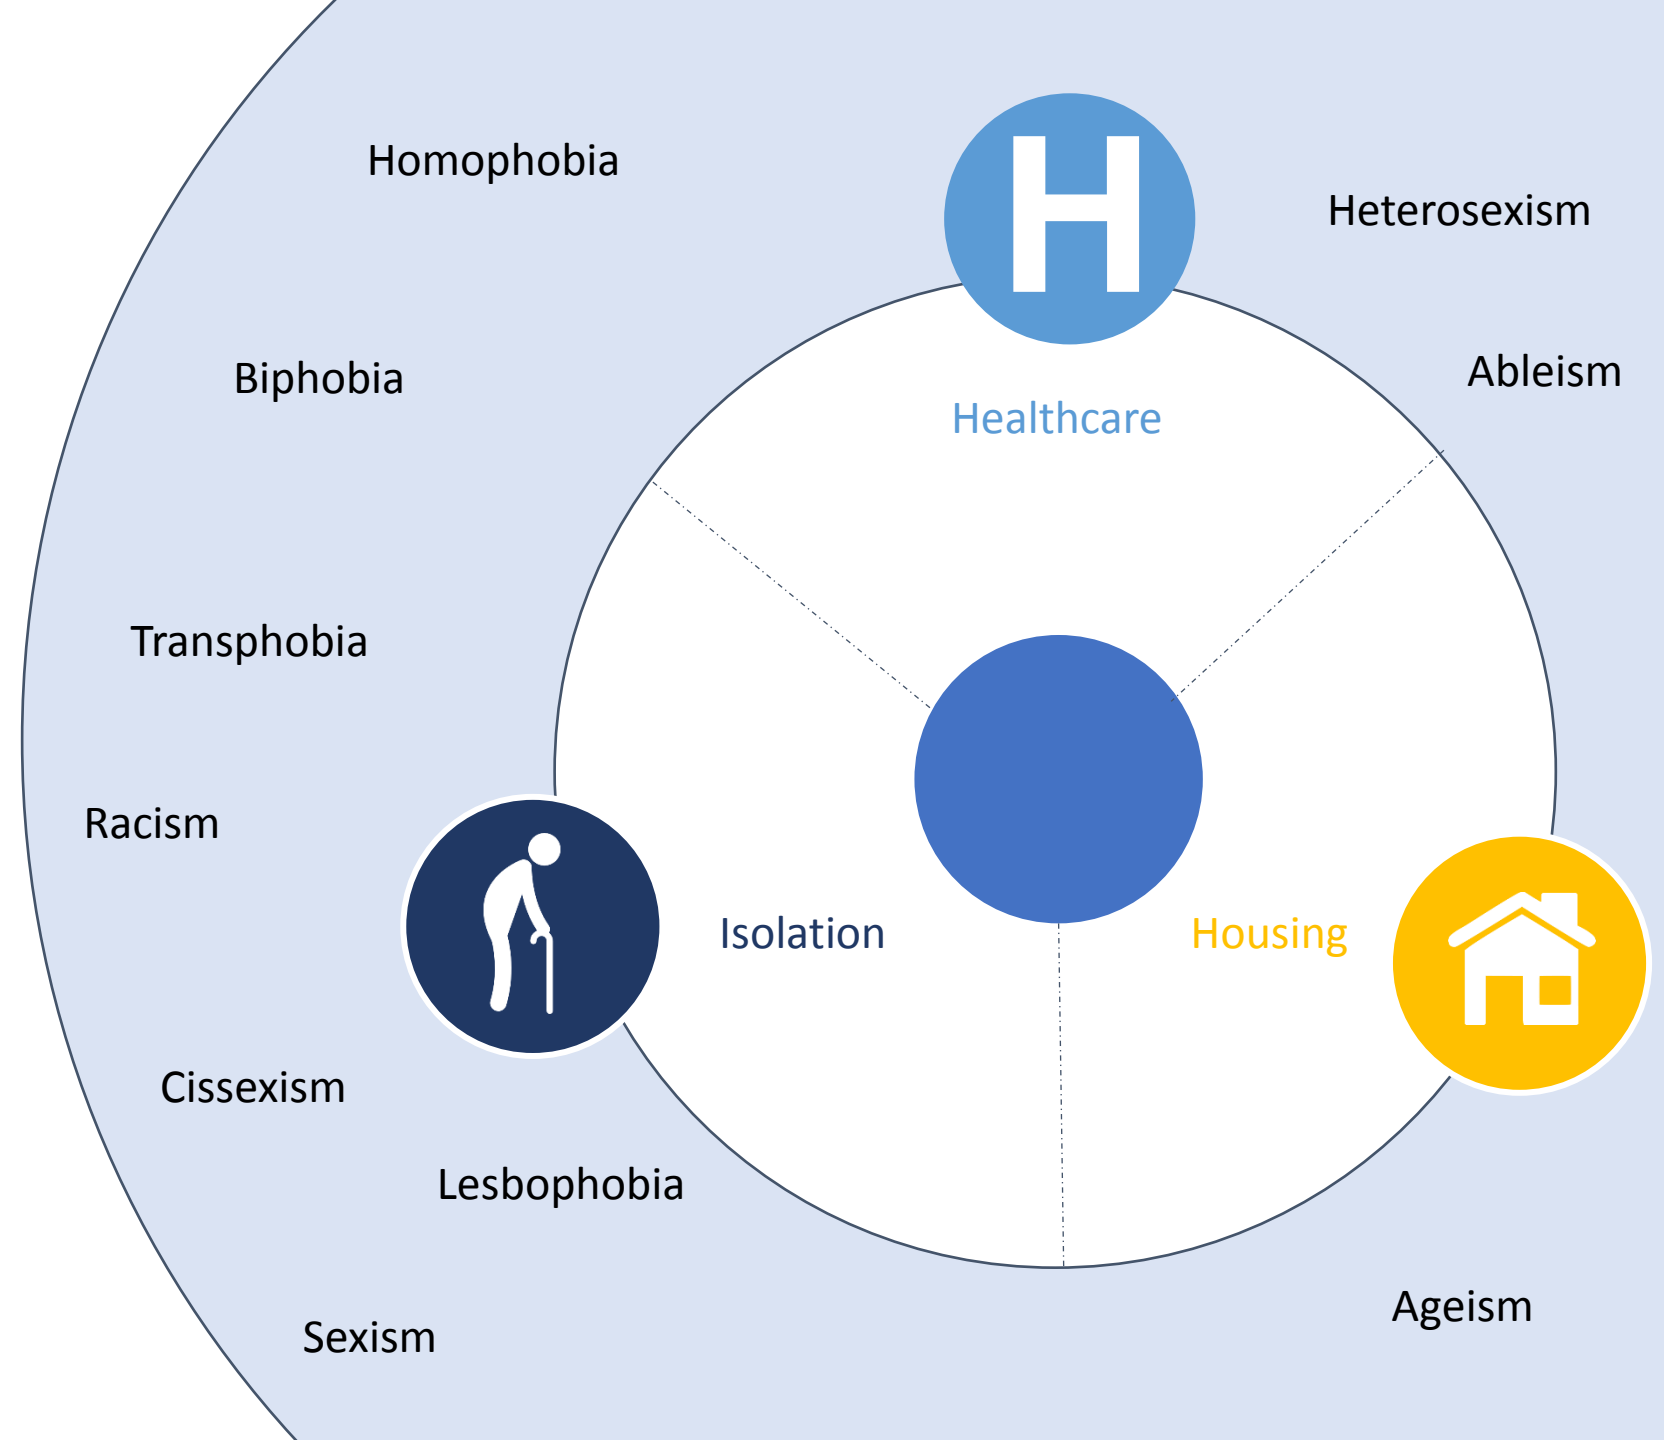 Homophobia
H
Heterosexism
Biphobia
Ableism
Healthcare
Transphobia
Racism
Isolation
Housing
Cissexism
Lesbophobia
Sexism
Ageism